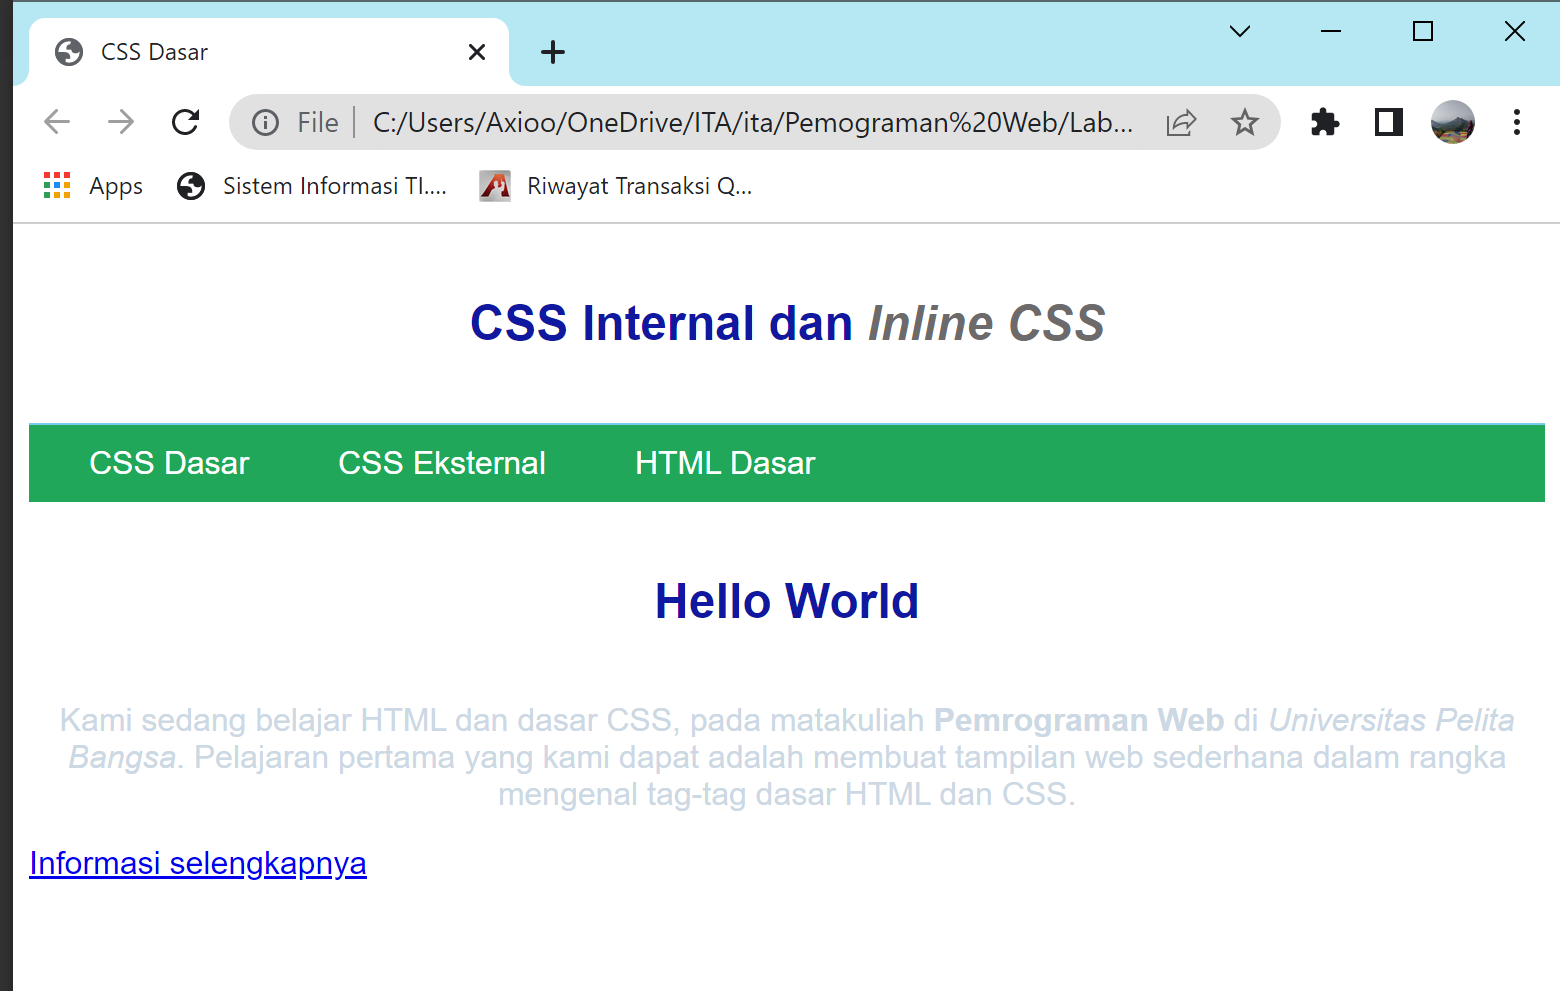 CSS Dasar
File C:/Users/Axioo/OneDrive/ITA/ita/Pemograman%20Web/Lab...
Apps Sistem Informasi TI.... Riwayat Transaksi Q...
CSS Internal dan Inline CSS
CSS Dasar CSS Eksternal HTML Dasar
Hello World
Kami sedang belajar HTML dan dasar CSS, pada matakuliah Pemrograman Web di Universitas Pelita
Bangsa. Pelajaran pertama yang kami dapat adalah membuat tampilan web sederhana dalam rangka
mengenal tag-tag dasar HTML dan CSS.
Informasi selengkapnya